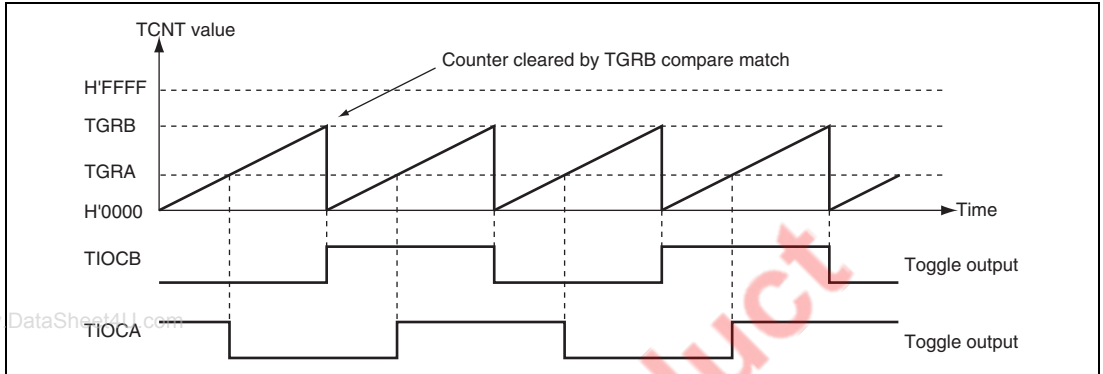 TCNT value
Counter cleared by TGRB compare match
H'FFFF
TGRB
TGRA
H'0000
Time
TIOCB
Toggle output
DataSheet4U.com
TIOCA
Toggle output
duct